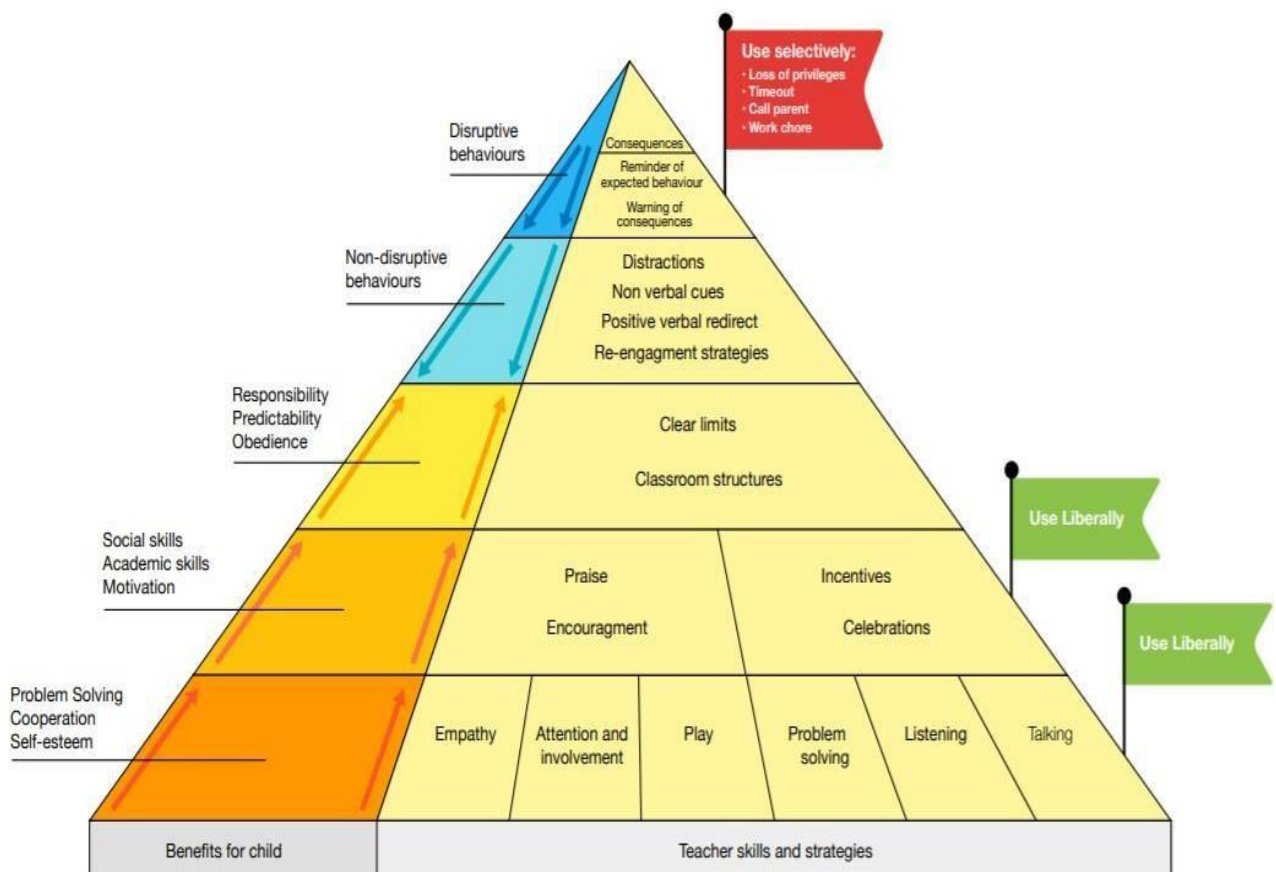 Use selectively:
• Loss of privileges
• Timeout
• Call parent
• Work chore
Disruptive
behaviours
Consequences
Reminder of
expected behaviour
Warning of
consequences
Non-disruptive
behaviours
Distractions
Non verbal cues
Positive verbal redirect
Re-engagment strategies
Responsibility
Predictability
Obedience
Clear limits
Classroom structures
Use Liberally
Social skills
Academic skills
Motivation
Praise
Incentives
Encouragment
Celebrations
Use Liberally
Problem Solving
Cooperation
Self-esteem
Empathy
Attention and
involvement
Play
Problem
solving
Listening
Talking
Benefits for child
Teacher skills and strategies